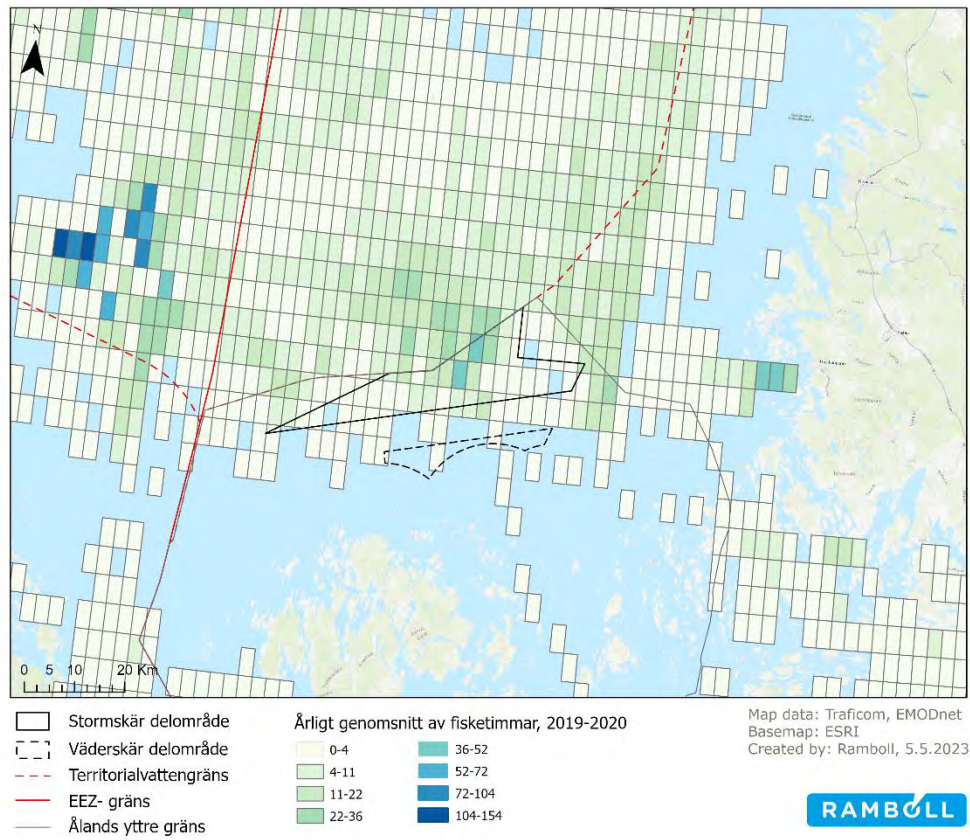 N
0 5 10 20 Km
Stormskär delområde
Väderskär delområde
Territorialvattengräns
EEZ- gräns
Ålands yttre gräns
Årligt genomsnitt av fisketimmar, 2019-2020
0-4
4-11
11-22
22-36
36-52
52-72
72-104
104-154
Map data: Traficom, EMODnet
Basemap: ESRI
Created by: Ramboll, 5.5.2023
RAMBOLL